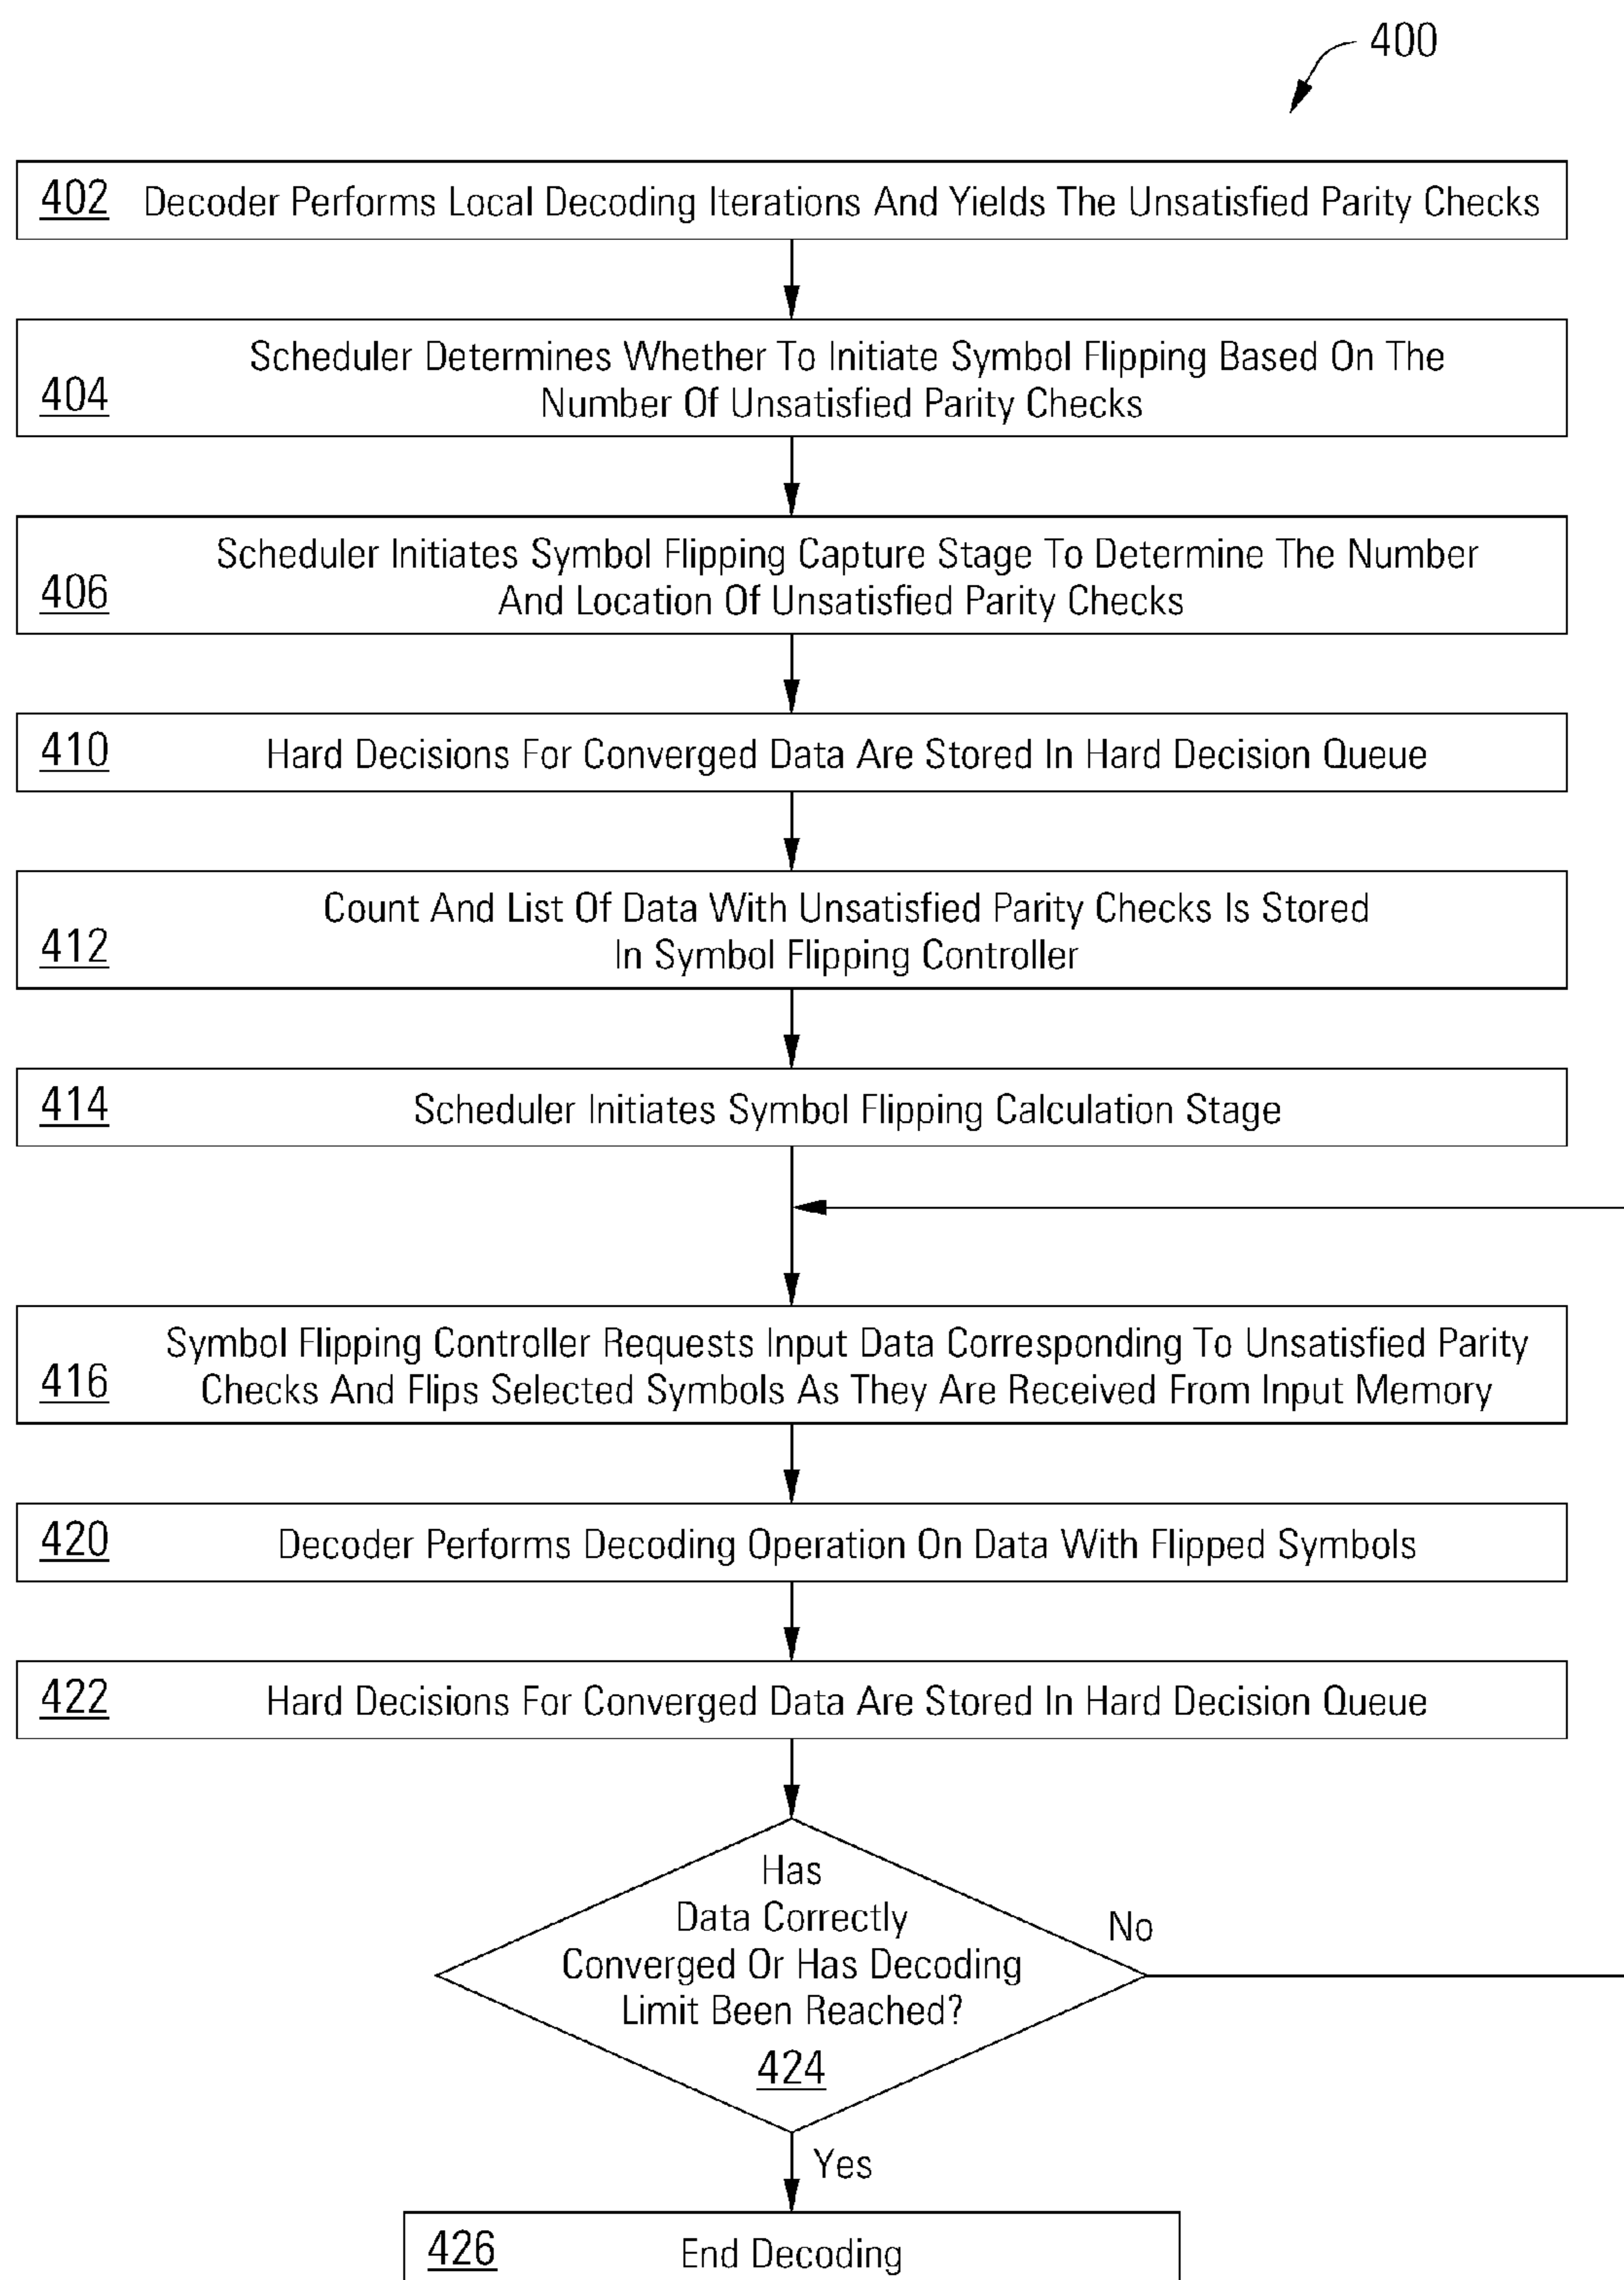 400
402 Decoder Performs Local Decoding Iterations And Yields The Unsatisfied Parity Checks
Scheduler Determines Whether To Initiate Symbol Flipping Based On The
404 Number Of Unsatisfied Parity Checks
Scheduler Initiates Symbol Flipping Capture Stage To Determine The Number
406 And Location Of Unsatisfied Parity Checks
410 Hard Decisions For Converged Data Are Stored In Hard Decision Queue
Count And List Of Data With Unsatisfied Parity Checks Is Stored
412 In Symbol Flipping Controller
414 Scheduler Initiates Symbol Flipping Calculation Stage
Symbol Flipping Controller Requests Input Data Corresponding To Unsatisfied Parity
416 Checks And Flips Selected Symbols As They Are Received From Input Memory
420 Decoder Performs Decoding Operation On Data With Flipped Symbols
422 Hard Decisions For Converged Data Are Stored In Hard Decision Queue
Has
Data Correctly
Converged Or Has Decoding
Limit Been Reached?
424
No
Yes
426 End Decoding